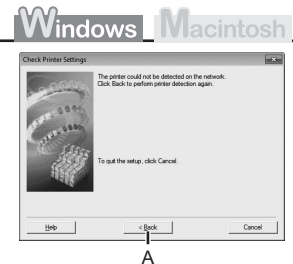 Windows Macintosh
Check Printer Settings
The printer could not be detected on the network.
Click Back to perform printer detection again.
To quit the setup, click Cancel.
Help < Back Cancel
A